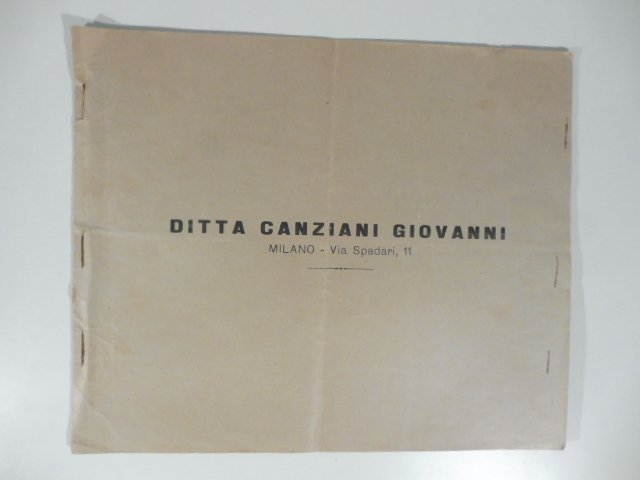 DITTA CANZIANI GIOVANNI
MILANO - Via Spadari, 11